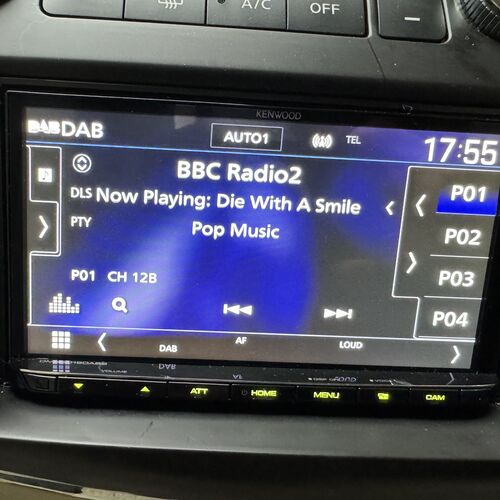 A/C
OFF
KENWOOD
DAB DAB
AUTO1
TEL
17:55
BBC Radio2
DLS Now Playing: Die With A Smile
PTY
Pop Music
P01
P02
P03
P04
P01 CH 12B
DAB
AF
LOUD
VOLUME
ATT
HOME
MENU
CAM